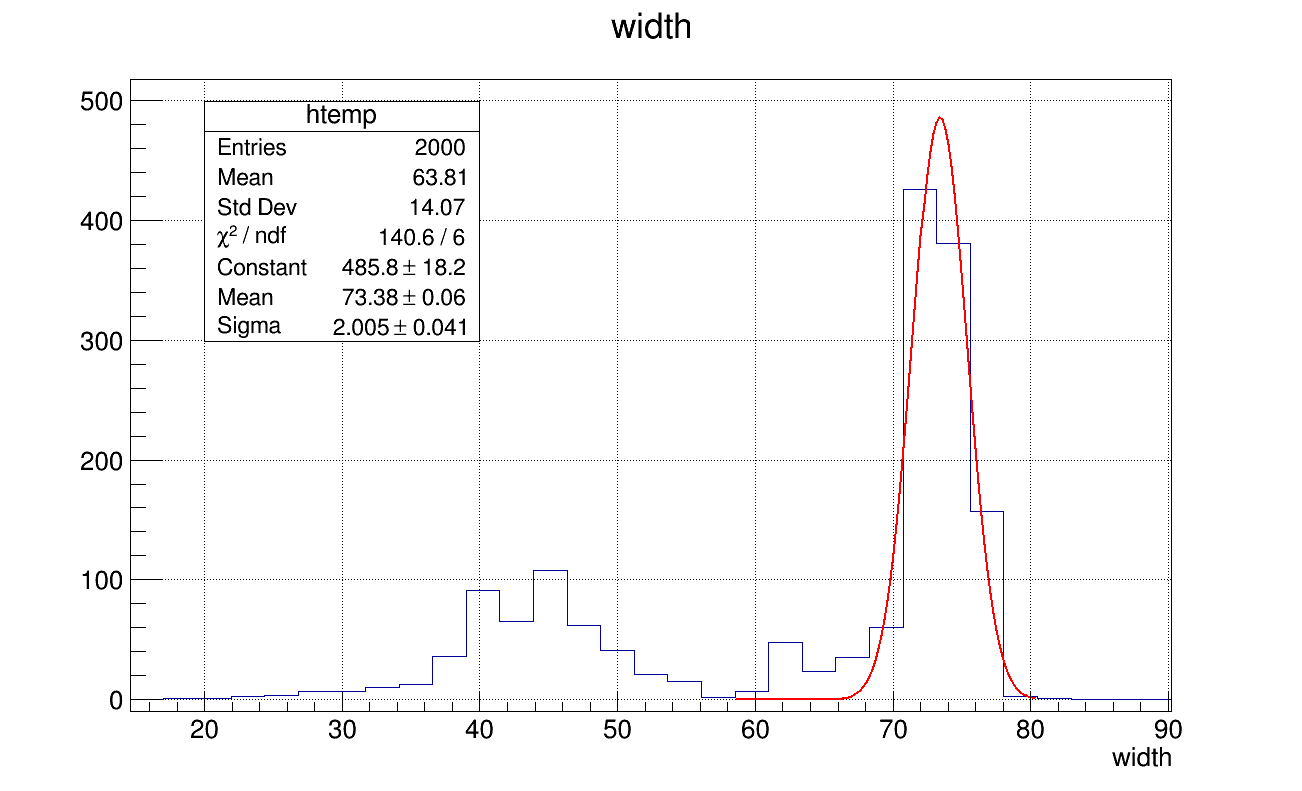 width
500
400
300
200
100
0
htemp
Entries 2000
Mean 63.81
Std Dev 14.07
χ² / ndf 140.6 / 6
Constant 485.8 ± 18.2
Mean 73.38 ± 0.06
Sigma 2.005 ± 0.041
20 30 40 50 60 70 80 90
width